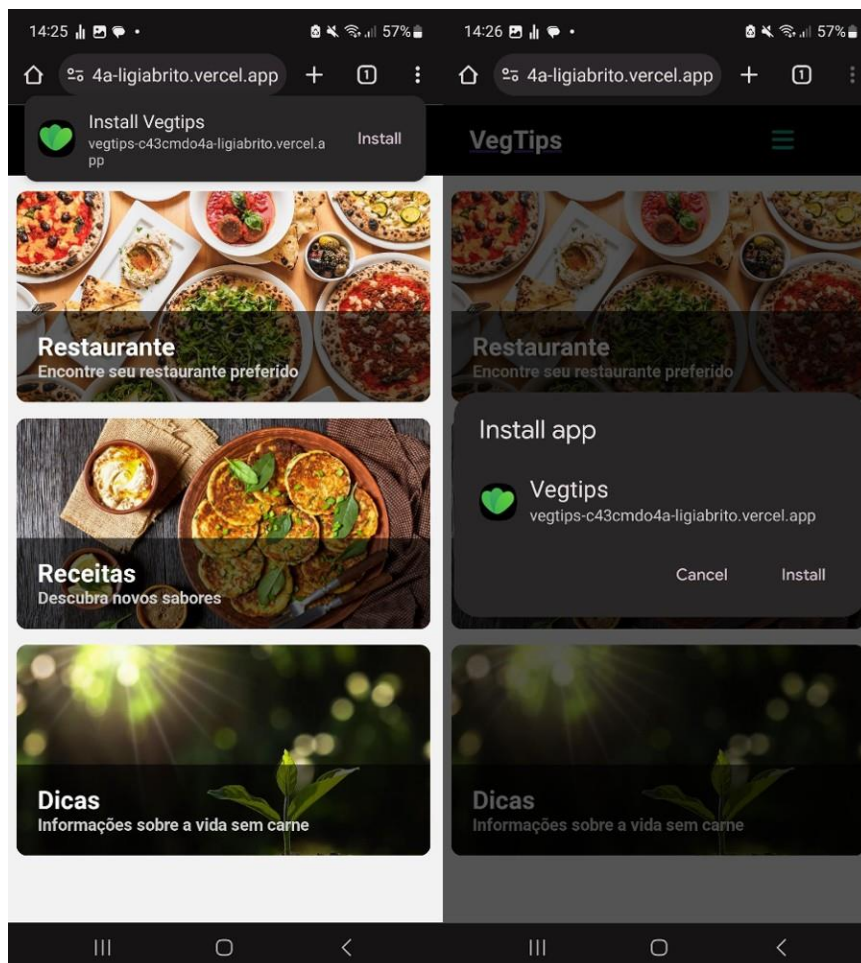 14:25
57%
4a-ligiabrito.vercel.app
1
Install Vegtips
vegtips-c43cmdo4a-ligiabrito.vercel.a
pp
Install
Restaurante
Encontre seu restaurante preferido
Receitas
Descubra novos sabores
Dicas
Informações sobre a vida sem carne
14:26
57%
4a-ligiabrito.vercel.app
1
VegTips
Restaurante
Encontre seu restaurante preferido
Install app
Vegtips
vegtips-c43cmdo4a-ligiabrito.vercel.app
Cancel
Install
Dicas
Informações sobre a vida sem carne